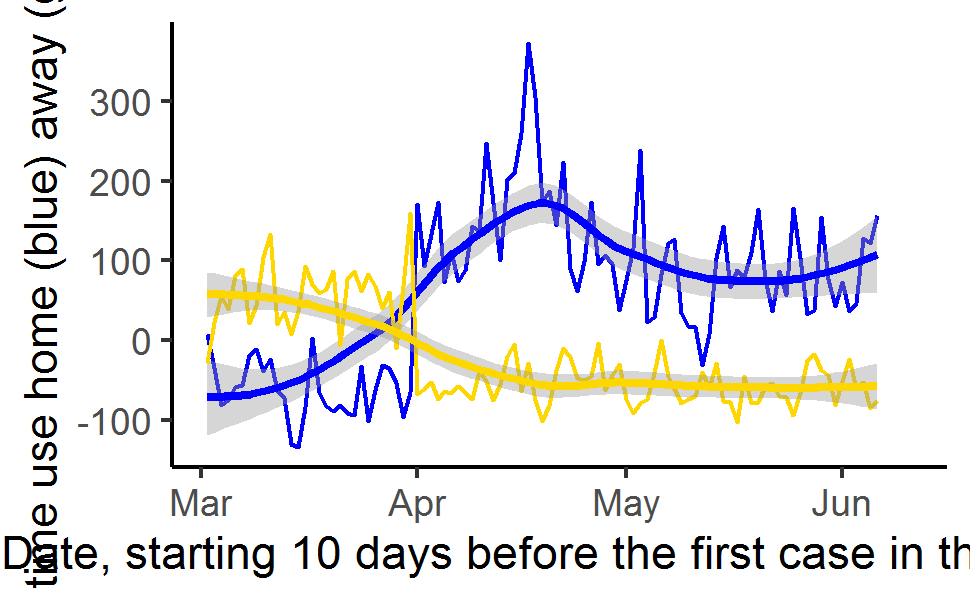 time use home (blue) away (
300
200
100
0
-100
Mar Apr May Jun
Date, starting 10 days before the first case in th